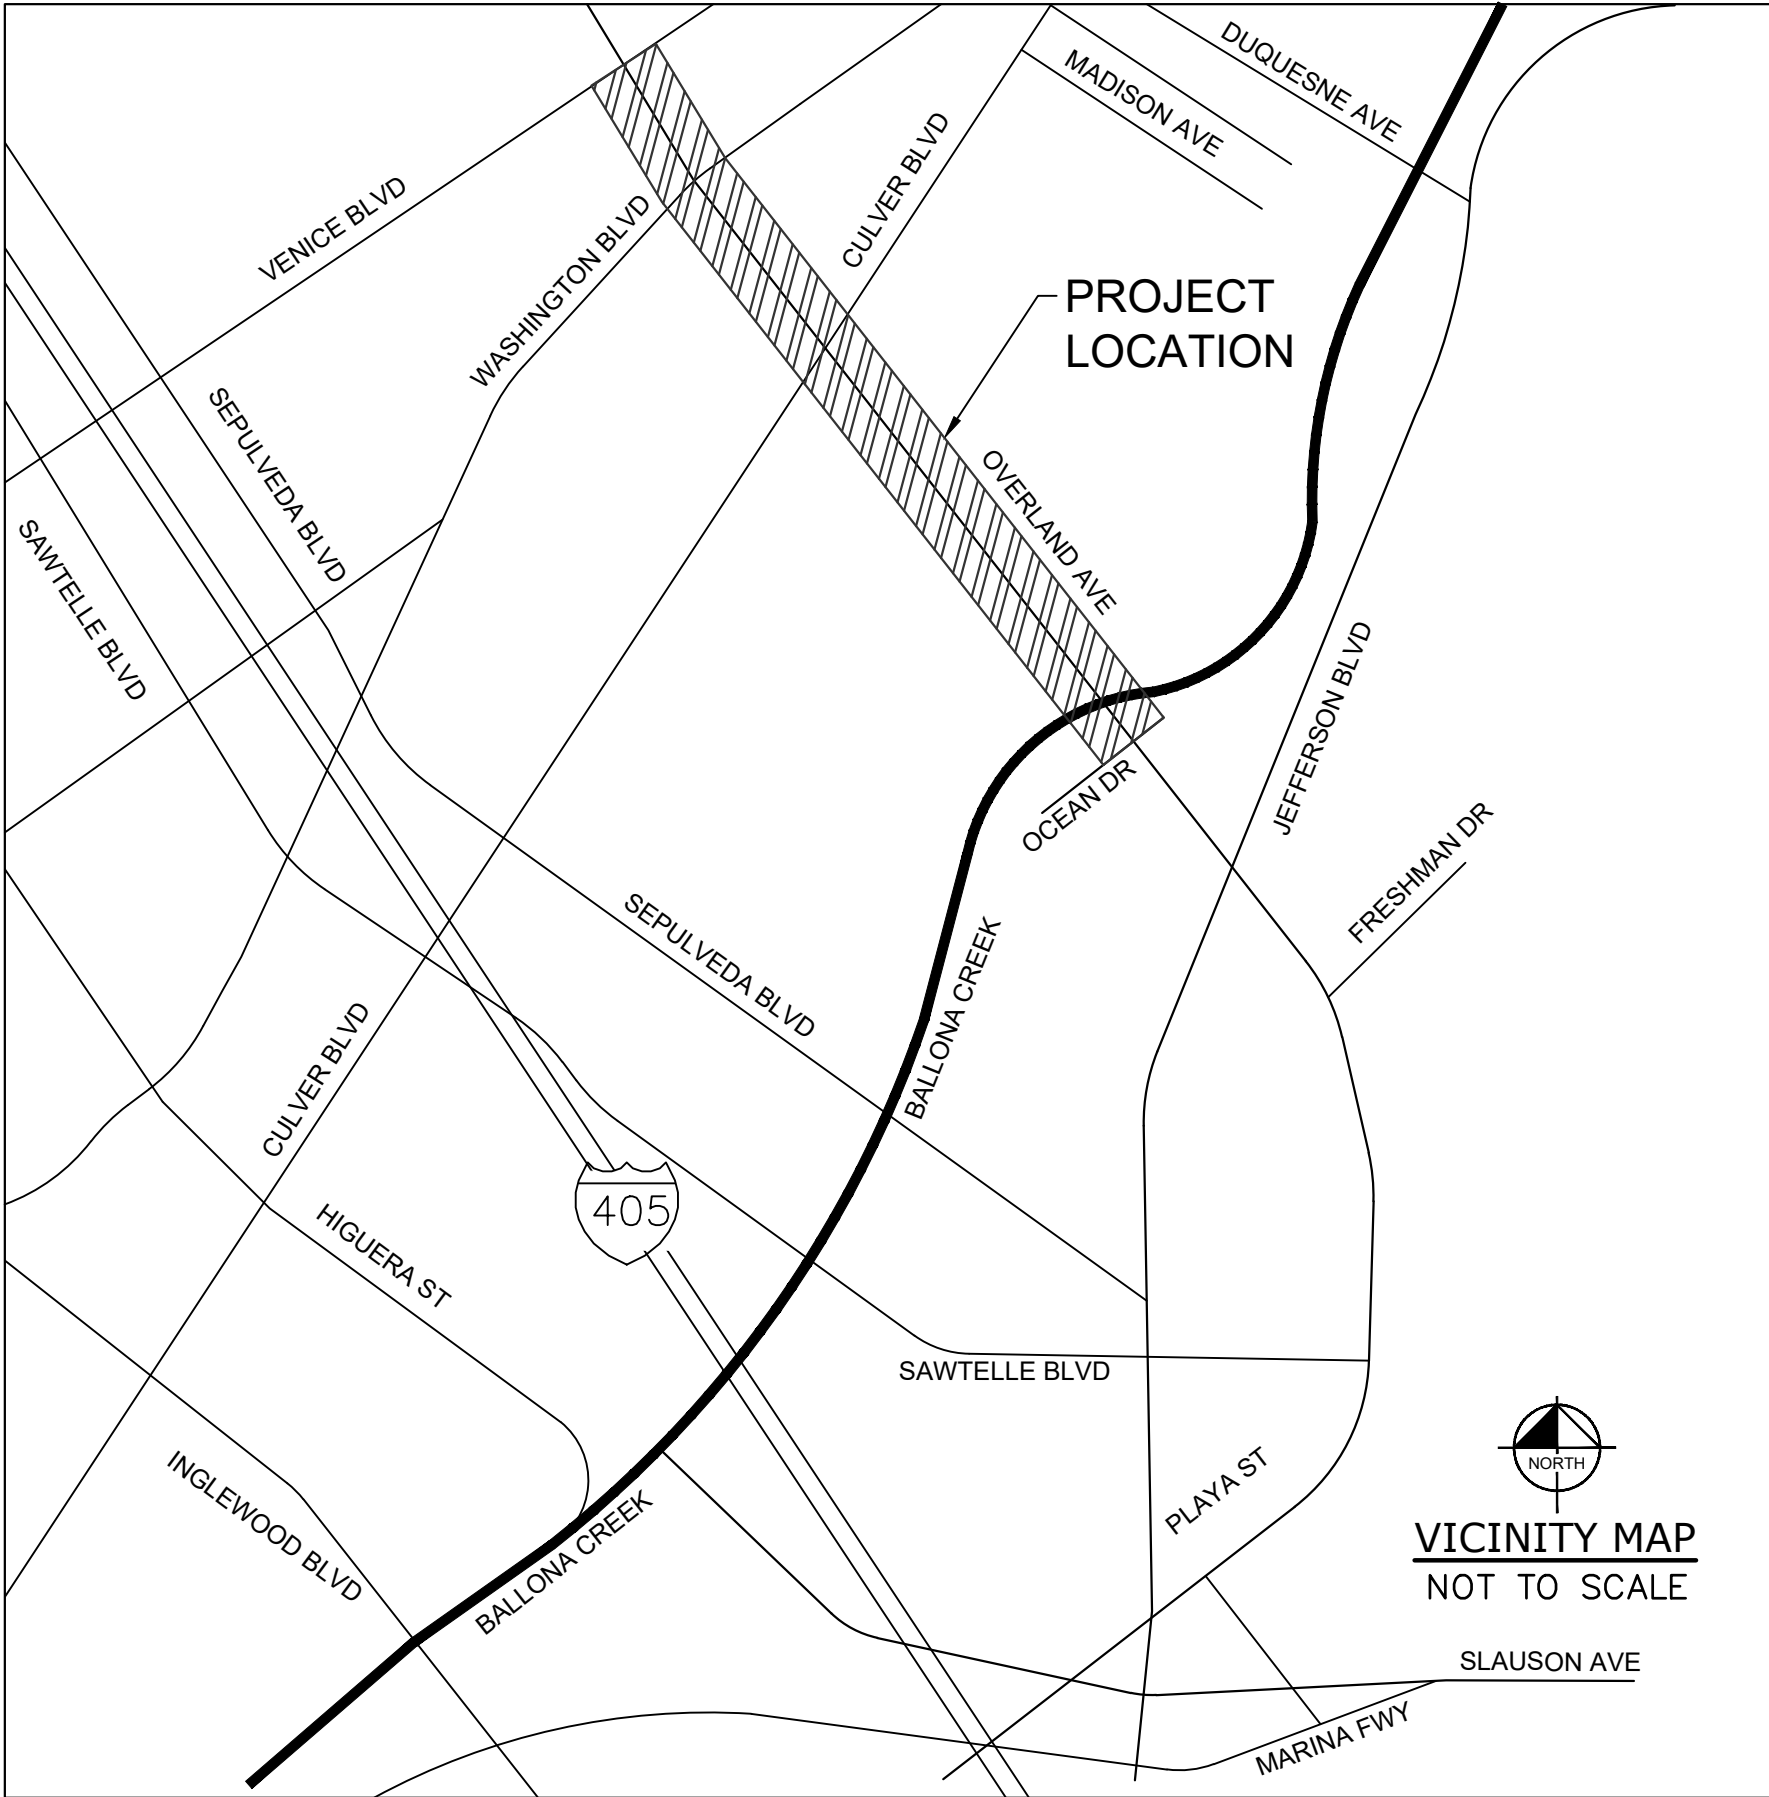 DUQUESNE AVE
MADISON AVE
CULVER BLVD
VENICE BLVD
WASHINGTON BLVD
PROJECT
LOCATION
SEPULVEDA BLVD
OVERLAND AVE
SAWTELLE BLVD
JEFFERSON BLVD
OCEAN DR
FRESHMAN DR
SEPULVEDA BLVD
BALLONA CREEK
CULVER BLVD
405
HIGUERA ST
SAWTELLE BLVD
INGLEWOOD BLVD
PLAYA ST
NORTH
BALLONA CREEK
VICINITY MAP
NOT TO SCALE
SLAUSON AVE
MARINA FWY